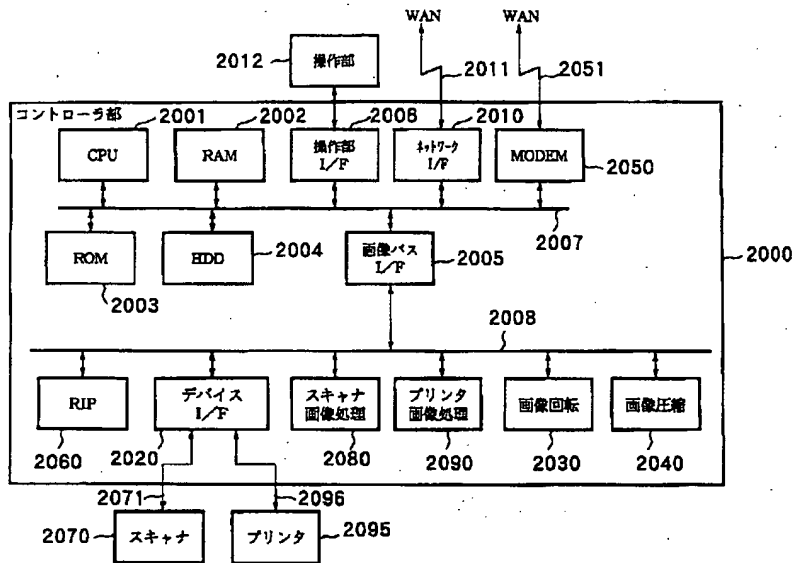 WAN
WAN
2012
操作部
2011
2051
コントローラ部
2001
2002
2006
2010
CPU
RAM
操作部
I/F
ネットワーク
I/F
MODEM
2050
2007
ROM
HDD
2004
画像バス
I/F
2005
2000
2003
2008
RIP
デバイス
I/F
スキャナ
画像処理
プリンタ
画像処理
画像回転
画像圧縮
2060
2020
2080
2090
2030
2040
2071
2096
2070
スキャナ
プリンタ
2095